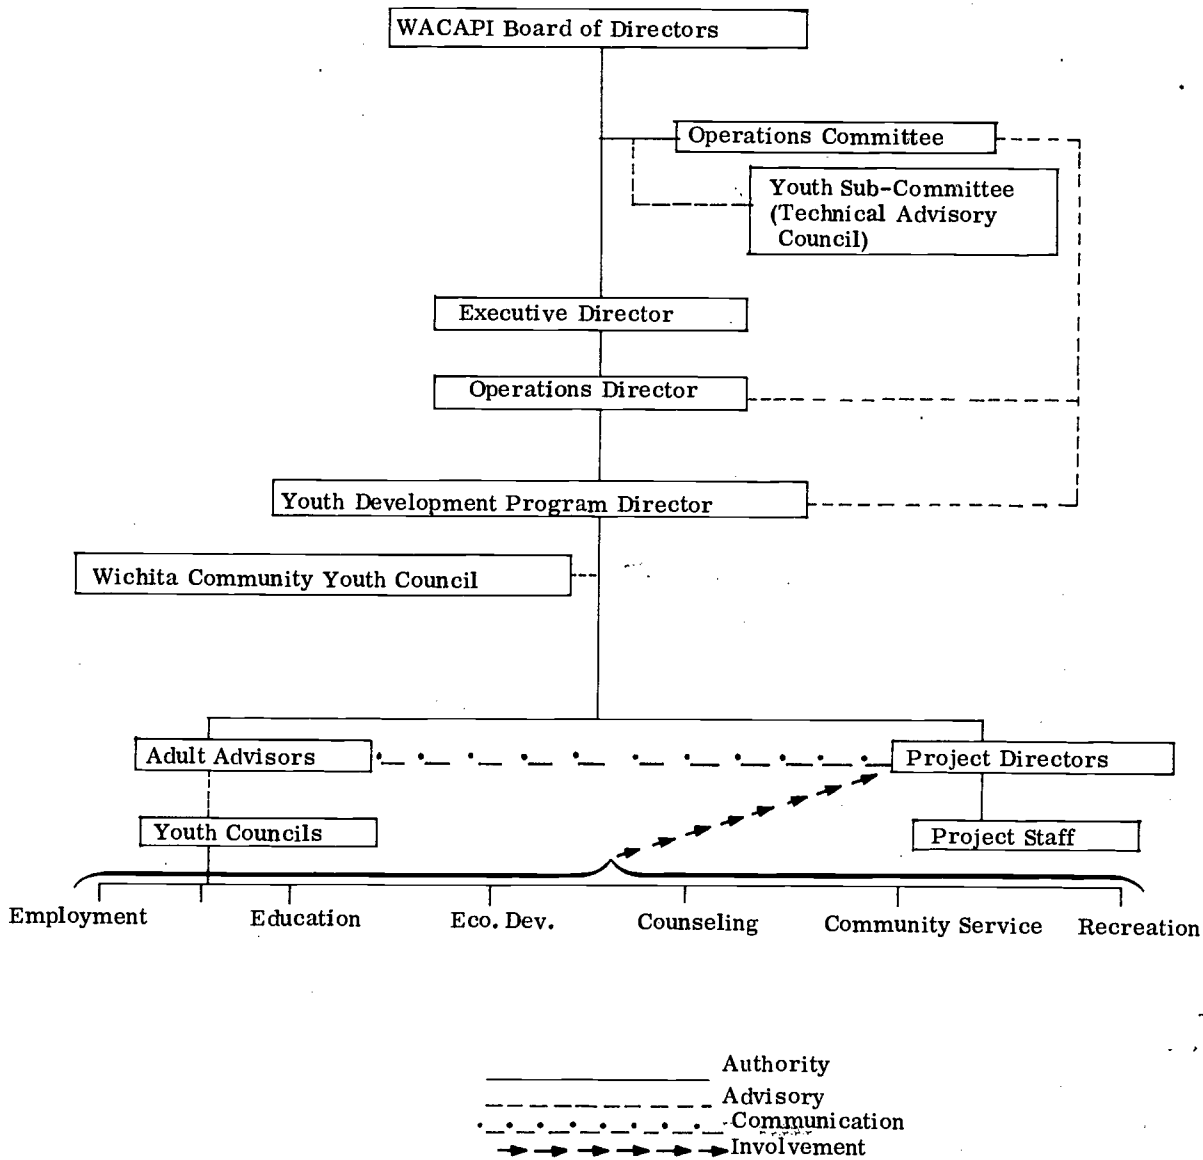 WACAPI Board of Directors
Operations Committee
Youth Sub-Committee
(Technical Advisory
Council)
Executive Director
Operations Director
Youth Development Program Director
Wichita Community Youth Council
Adult Advisors
Project Directors
Youth Councils
Project Staff
Employment
Education
Eco. Dev.
Counseling
Community Service
Recreation
Authority
Advisory
Communication
Involvement